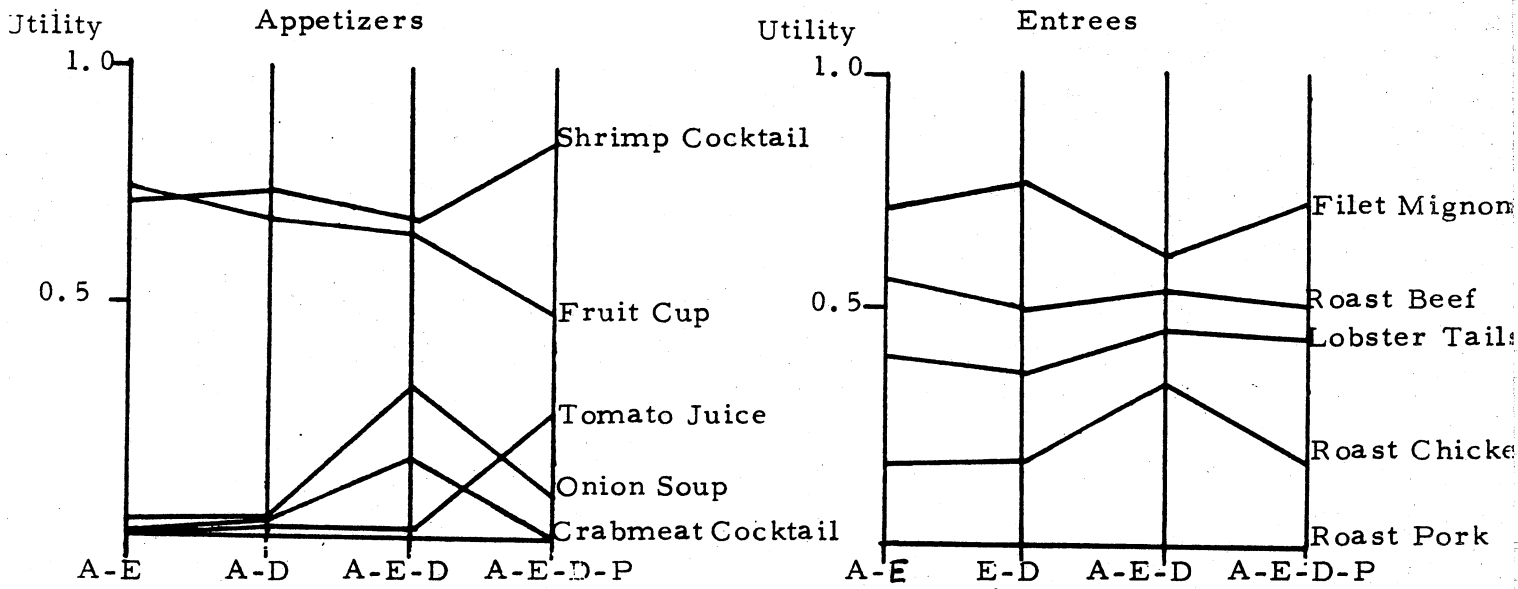 Utility Appetizers
1.0
Shrimp Cocktail
0.5
Fruit Cup
Tomato Juice
Onion Soup
Crabmeat Cocktail
A-E A-D A-E-D A-E-D-P
Utility Entrees
1.0
Filet Mignon
0.5
Roast Beef
Lobster Tails
Roast Chicke
Roast Pork
A-E E-D A-E-D A-E-D-P